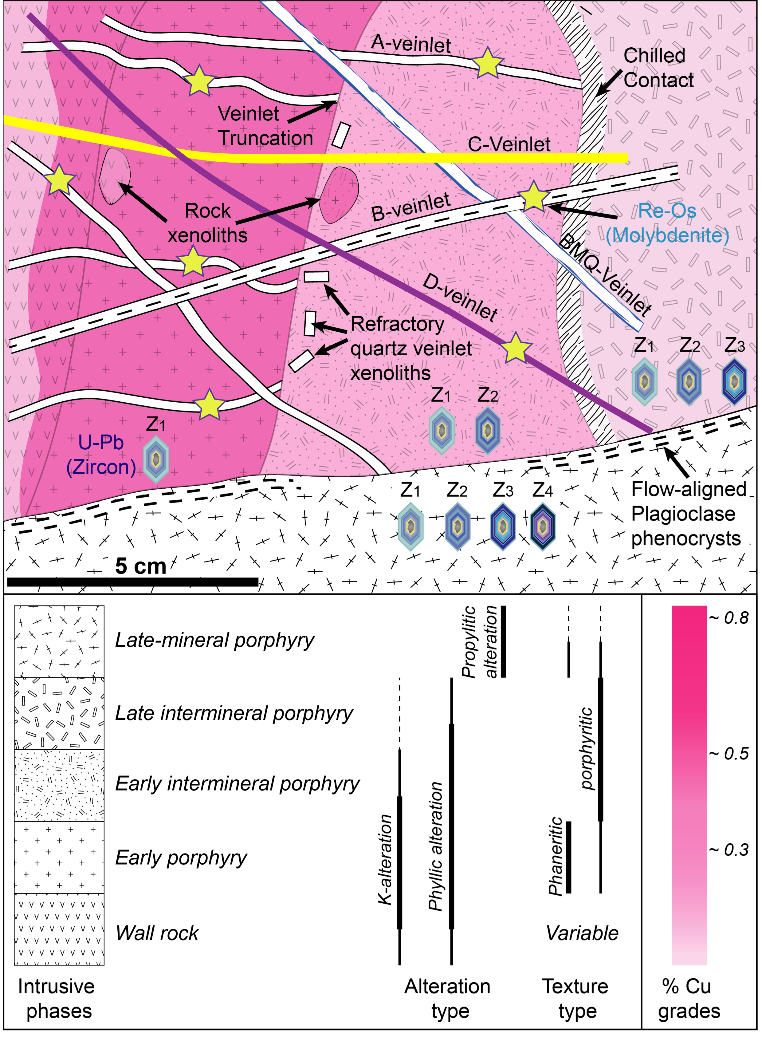 A-veinlet
Chilled
Contact
Veinlet
Truncation
C-Veinlet
Rock
xenoliths
B-veinlet
Re-Os
(Molybdenite)
BMQ-Veinlet
D-veinlet
Refractory
quartz veinlet
xenoliths
Z1 Z2 Z3
Z1 Z2
U-Pb
(Zircon)
Z1
Z1 Z2 Z3 Z4
Flow-aligned
Plagioclase
phenocrysts
5 cm
Late-mineral porphyry
Late intermineral porphyry
Early intermineral porphyry
Early porphyry
Wall rock
K-alteration
Phyllic alteration
Propylitic
alteration
Phaneritic
porphyritic
Variable
~ 0.8
~ 0.5
~ 0.3
Intrusive
phases
Alteration
type
Texture
type
% Cu
grades